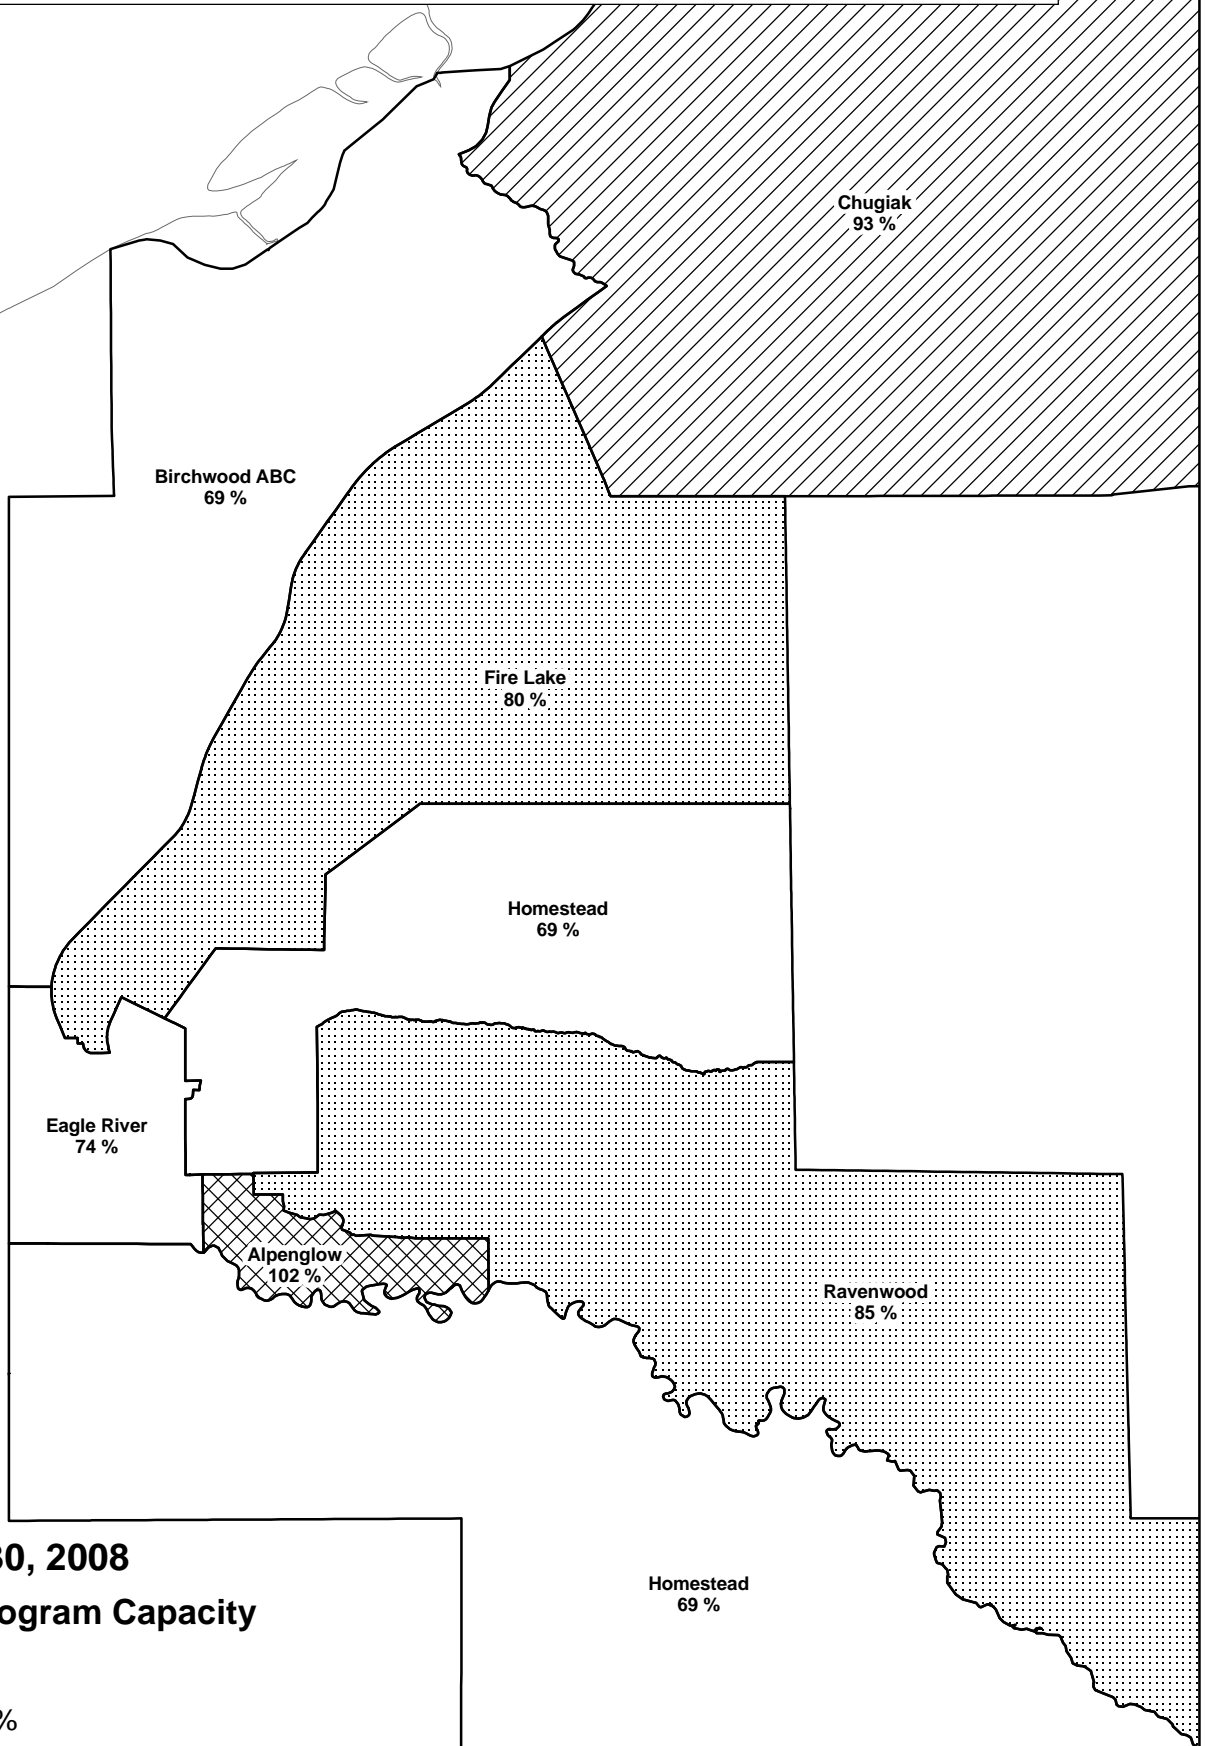 Chugiak
93 %
Birchwood ABC
69 %
Fire Lake
80 %
Homestead
69 %
Eagle River
74 %
Alpenglow
102 %
Ravenwood
85 %
Homestead
69 %
30, 2008
ogram Capacity
%